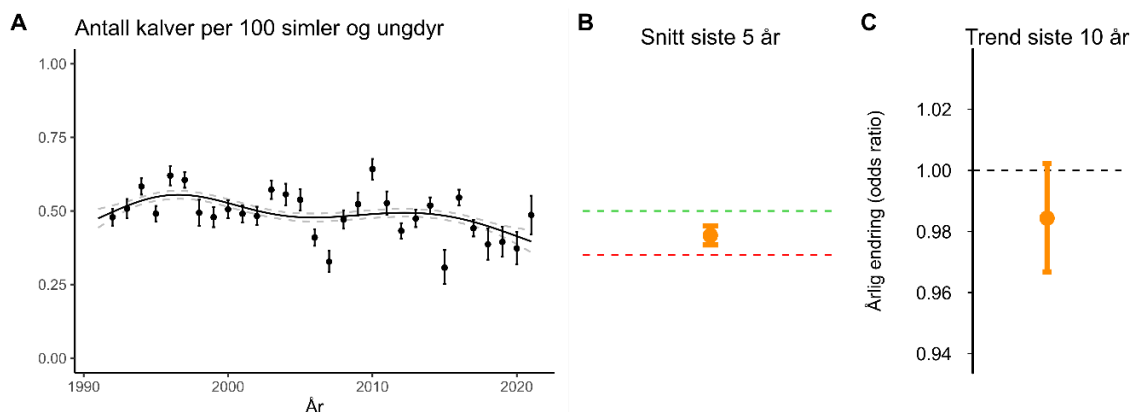 A
Antall kalver per 100 simler og ungdyr
1.00
0.75
0.50
0.25
0.00
1990
2000
2010
2020
År
B
Snitt siste 5 år
C
Trend siste 10 år
Årlig endring (odds ratio)
1.02
1.00
0.98
0.96
0.94